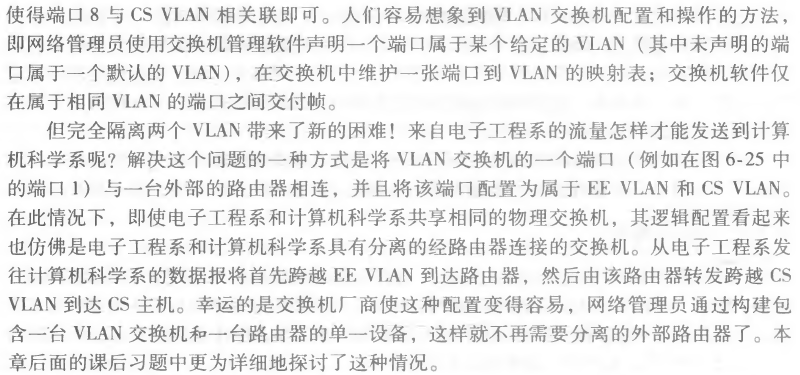 使得端口 8 与 CS VLAN 相关联即可。人们容易想象到 VLAN 交换机配置和操作的方法，
即网络管理员使用交换机管理软件声明一个端口属于某个给定的 VLAN（其中未声明的端
口属于一个默认的 VLAN），在交换机中维护一张端口到 VLAN 的映射表；交换机软件仅
在属于相同 VLAN 的端口之间交付帧。
但完全隔离两个 VLAN 带来了新的困难！来自电子工程系的流量怎样才能发送到计算
机科学系呢？解决这个问题的一种方式是将 VLAN 交换机的一个端口（例如在图 6-25 中
的端口 1）与一台外部的路由器相连，并且将该端口配置为属于 EE VLAN 和 CS VLAN。
在此情况下，即使电子工程系和计算机科学系共享相同的物理交换机，其逻辑配置看起来
也仿佛是电子工程系和计算机科学系具有分离的经路由器连接的交换机。从电子工程系发
往计算机科学系的数据报将首先跨越 EE VLAN 到达路由器，然后由该路由器转发跨越 CS
VLAN 到达 CS 主机。幸运的是交换机厂商使这种配置变得容易，网络管理员通过构建包
含一台 VLAN 交换机和一台路由器的单一设备，这样就不再需要分离的外部路由器了。本
章后面的课后习题中更为详细地探讨了这种情况。